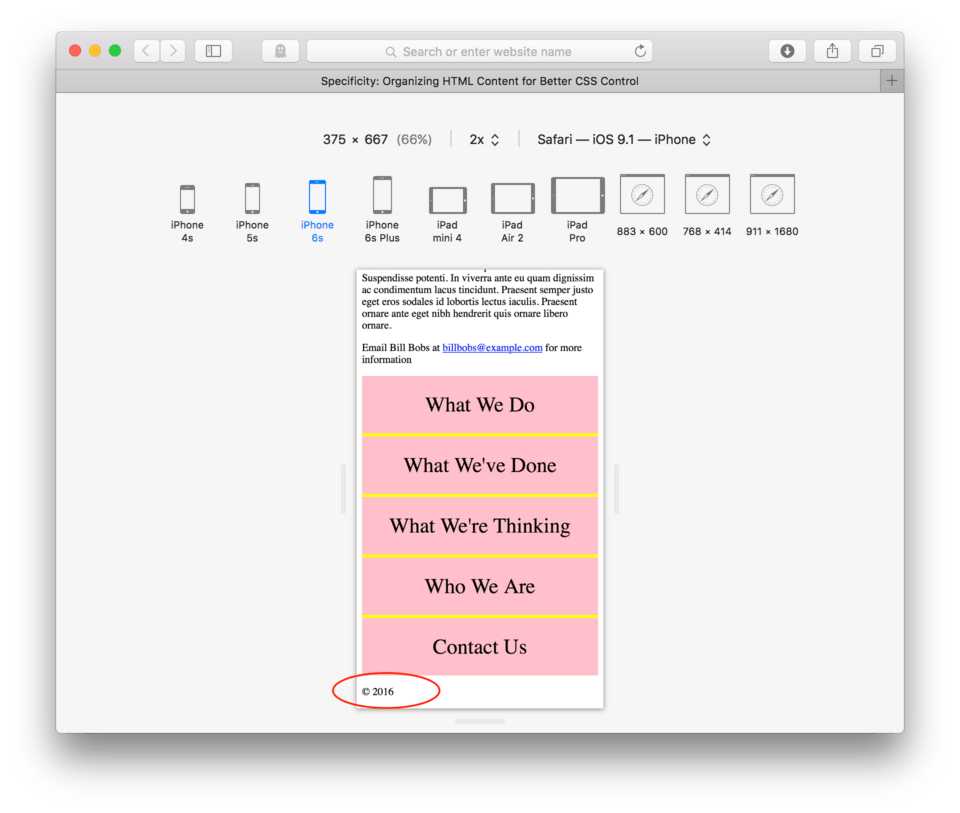 Search or enter website name
Specificity: Organizing HTML Content for Better CSS Control
+
375 × 667 (66%) 2x Safari — iOS 9.1 — iPhone
iPhone 4s
iPhone 5s
iPhone 6s
iPhone 6s Plus
iPad mini 4
iPad Air 2
iPad Pro
883 × 600
768 × 414
911 × 1680
Suspendisse potenti. In viverra ante eu quam dignissim
ac condimentum lacus tincidunt. Praesent semper justo
eget eros sodales id lobortis lectus iaculis. Praesent
ornare ante eget nibh hendrerit quis ornare libero
ornare.
Email Bill Bobs at billbobs@example.com for more
information
What We Do
What We've Done
What We're Thinking
Who We Are
Contact Us
© 2016